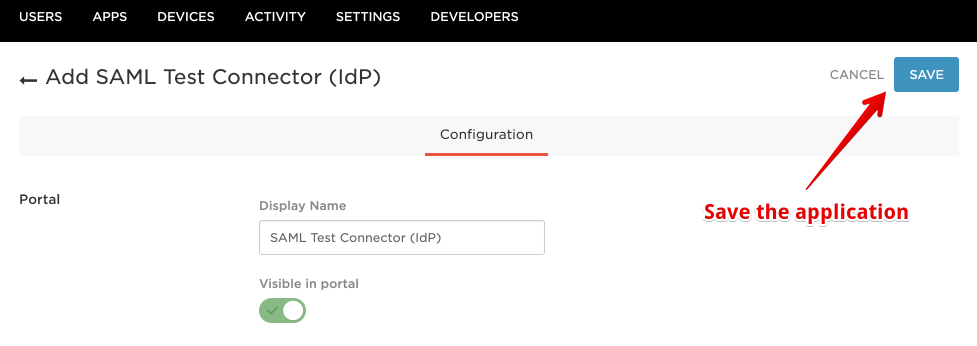 USERS APPS DEVICES ACTIVITY SETTINGS DEVELOPERS
Add SAML Test Connector (IdP)
CANCEL SAVE
Configuration
Save the application
Portal
Display Name
SAML Test Connector (IdP)
Visible in portal